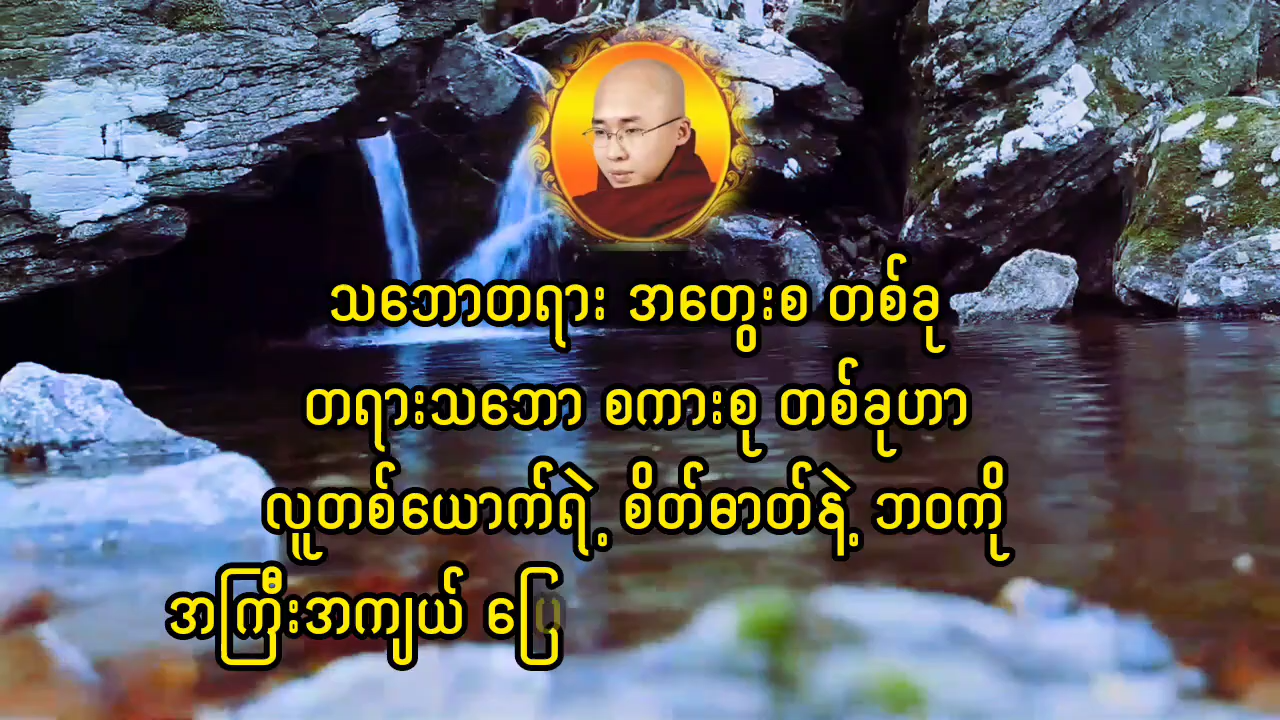 သဘောတရား အတွေးစ တစ်ခု
တရားသဘော စကားစု တစ်ခုဟာ
လူတစ်ယောက်ရဲ့ စိတ်ဓာတ်နဲ့ ဘဝကို
အကြီးအကျယ် ပြေ